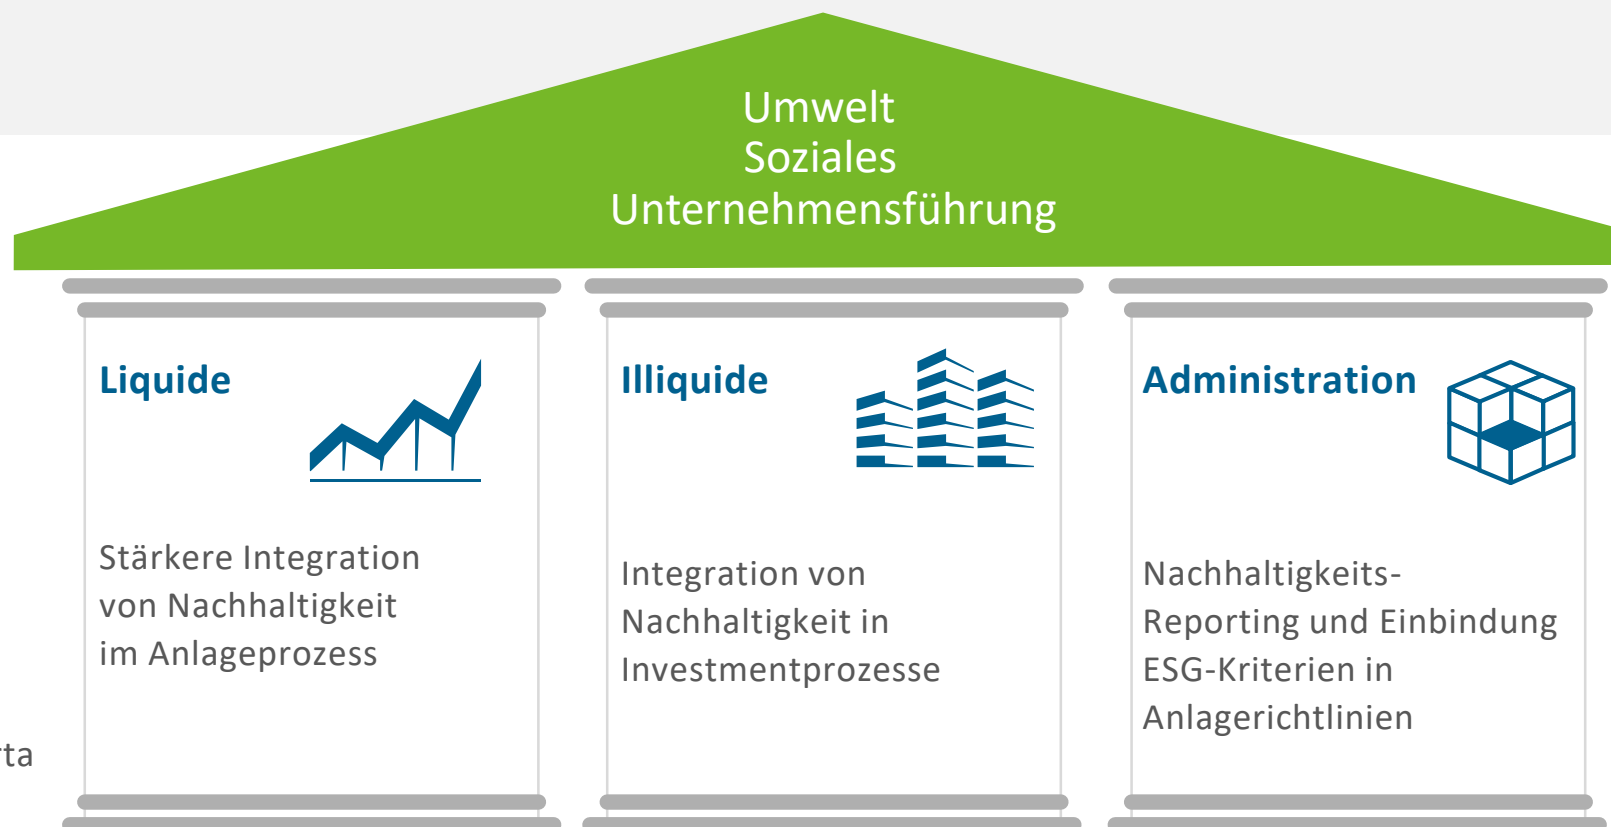 Umwelt
Soziales
Unternehmensführung
Liquide
Stärkere Integration
von Nachhaltigkeit
im Anlageprozess
Illiquide
Integration von
Nachhaltigkeit in
Investmentprozesse
Administration
Nachhaltigkeits-
Reporting und Einbindung
ESG-Kriterien in
Anlagerichtlinien